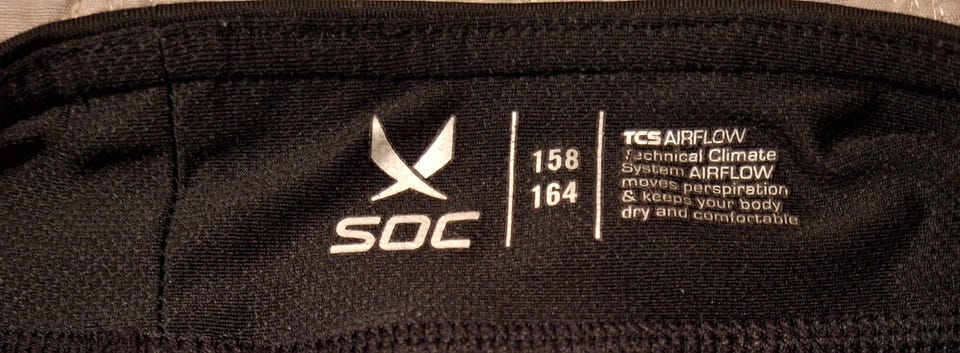 SOC
158
164
TCS AIRFLOW
Technical Climate
System AIRFLOW
moves perspiration
& keeps your body
dry and comfortable